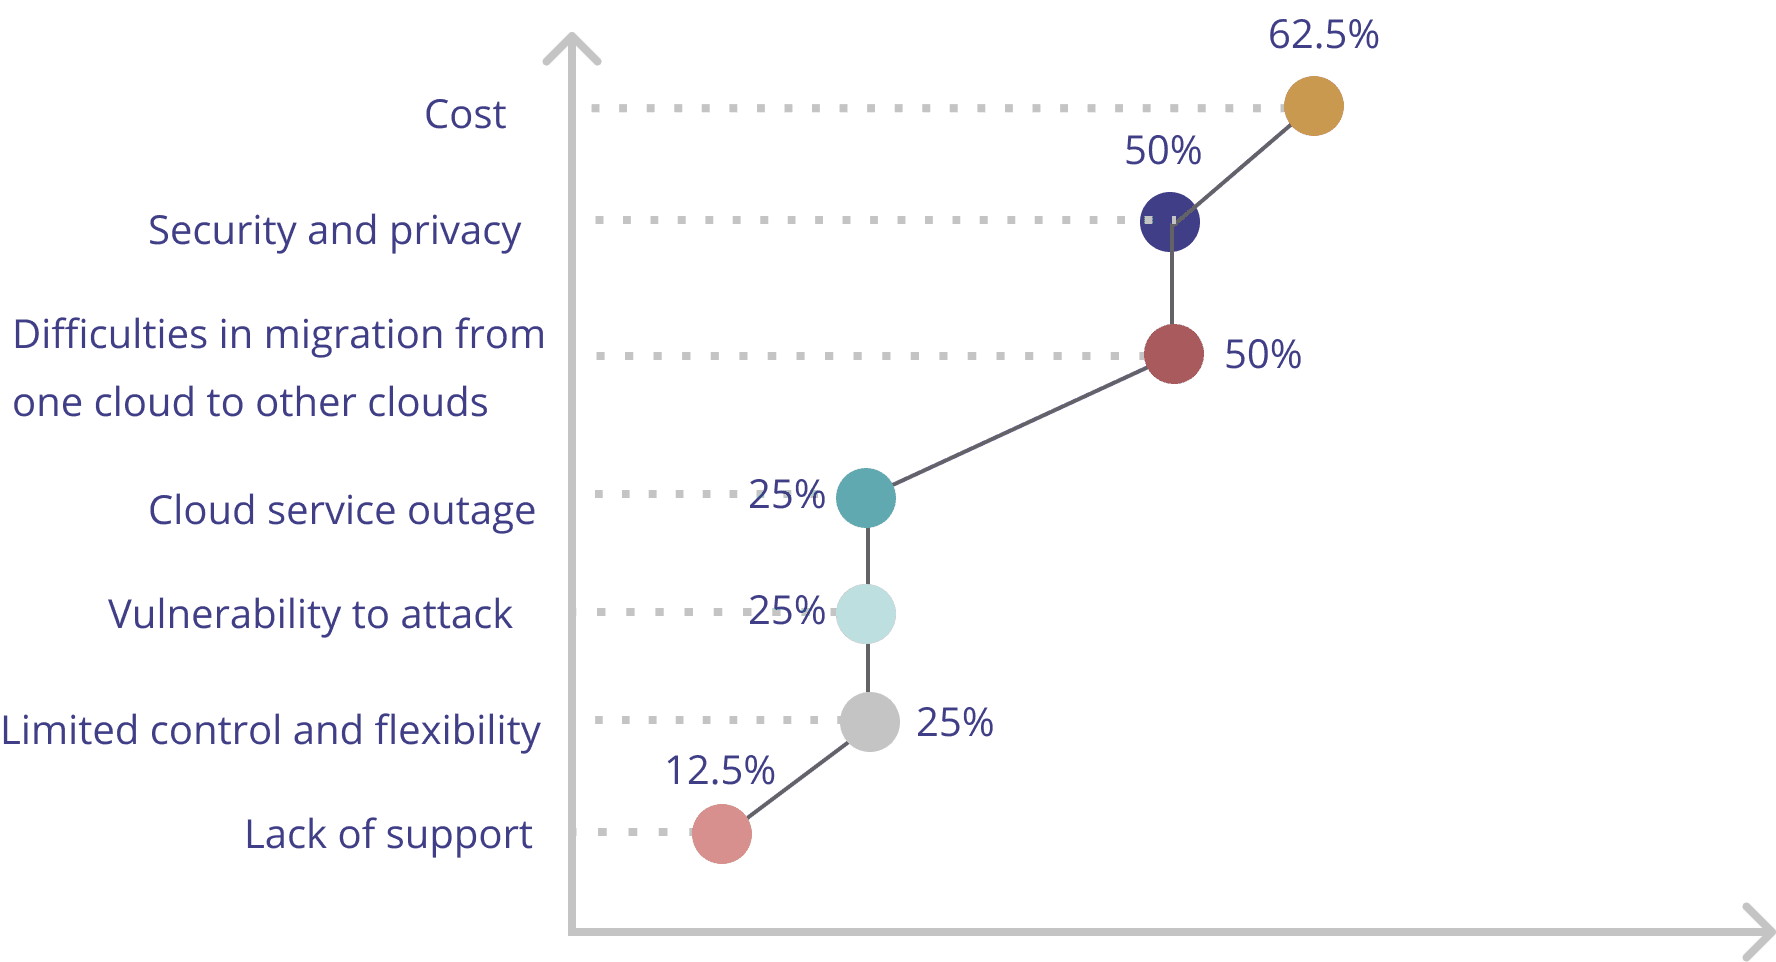 62.5%
Cost
50%
Security and privacy
Difficulties in migration from
50%
one cloud to other clouds
25%
Cloud service outage
25%
Vulnerability to attack
25%
Limited control and flexibility
12.5%
Lack of support